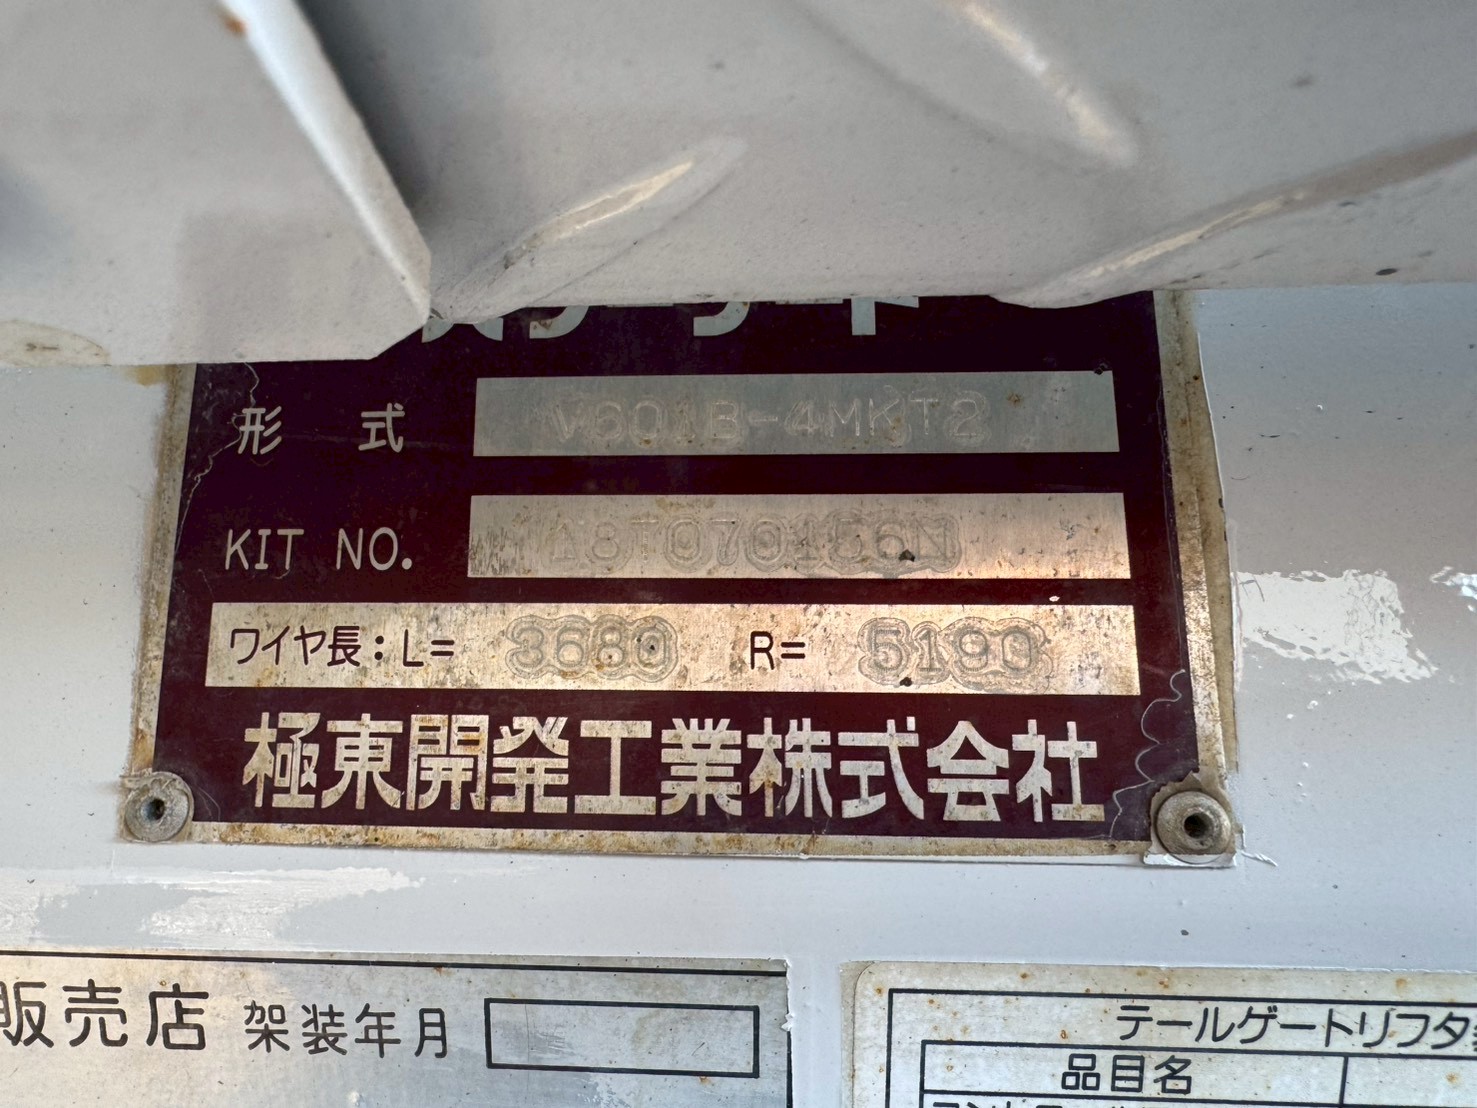 形 式 V601B-4MKT2
KIT NO.
ワイヤ長：L= 3680 R= 5190
極東開発工業株式会社
販売店 架装年月
テールゲートリフタ
品目名